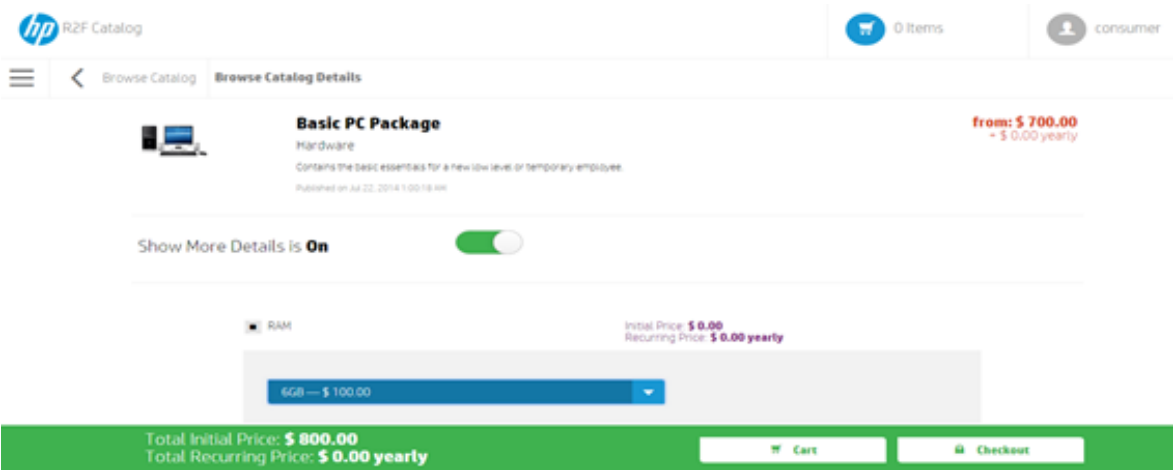 hp R2F Catalog
0 Items
consumer
Browse Catalog Browse Catalog Details
Basic PC Package
from: $ 700.00
+ $ 0.00 yearly
Hardware
Contains the basic essentials for a new low level or temporary employee.
Published on Jul 22, 2014 1:00:18 AM
Show More Details is On
RAM
Initial Price: $ 0.00
Recurring Price: $ 0.00 yearly
6GB — $ 100.00
Total Initial Price: $ 800.00
Total Recurring Price: $ 0.00 yearly
Cart
Checkout